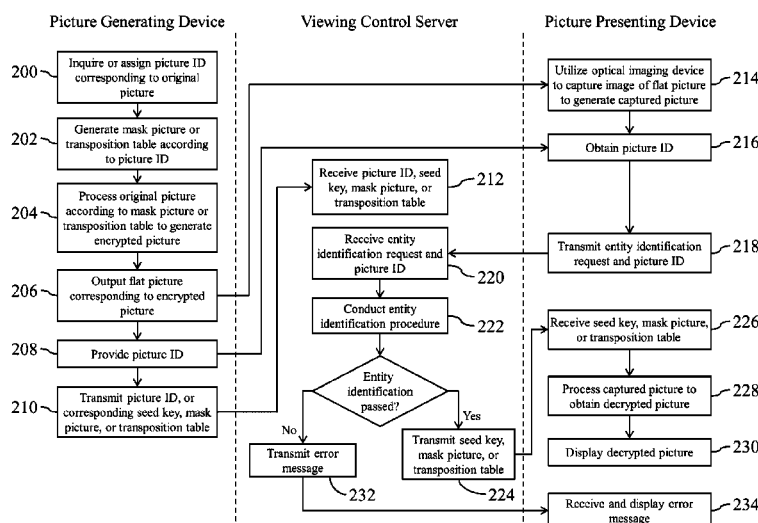 Picture Generating Device
Viewing Control Server
Picture Presenting Device
200
Inquire or assign picture ID
corresponding to original
picture
202
Generate mask picture or
transposition table according
to picture ID
204
Process original picture
according to mask picture or
transposition table to generate
encrypted picture
206
Output flat picture
corresponding to encrypted
picture
208
Provide picture ID
210
Transmit picture ID, or
corresponding seed key, mask
picture, or transposition table
Receive picture ID, seed
key, mask picture, or
transposition table
212
Receive entity
identification request and
picture ID
220
Conduct entity
identification procedure
222
Entity
identification
passed?
No
Yes
Transmit error
message
232
Transmit seed key,
mask picture, or
transposition table
224
Utilize optical imaging device
to capture image of flat picture
to generate captured picture
214
Obtain picture ID
216
Transmit entity identification
request and picture ID
218
Receive seed key, mask picture,
or transposition table
226
Process captured picture to
obtain decrypted picture
228
Display decrypted picture
230
Receive and display error
message
234